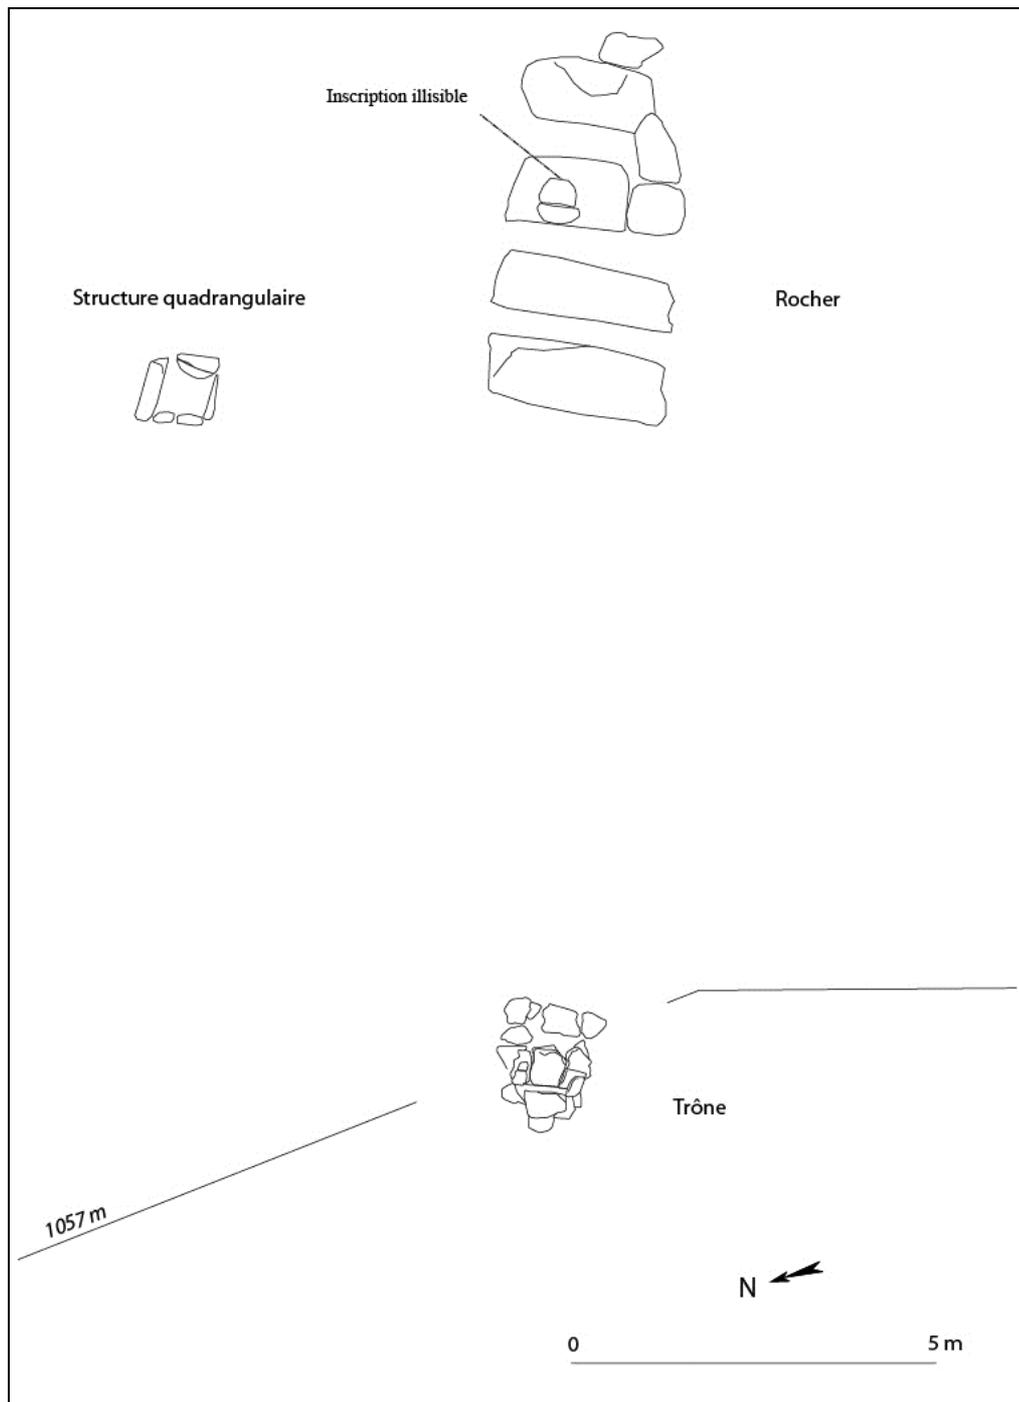 Inscription illisible
Structure quadrangulaire
Rocher
Trône
1057 m
N
0
5 m